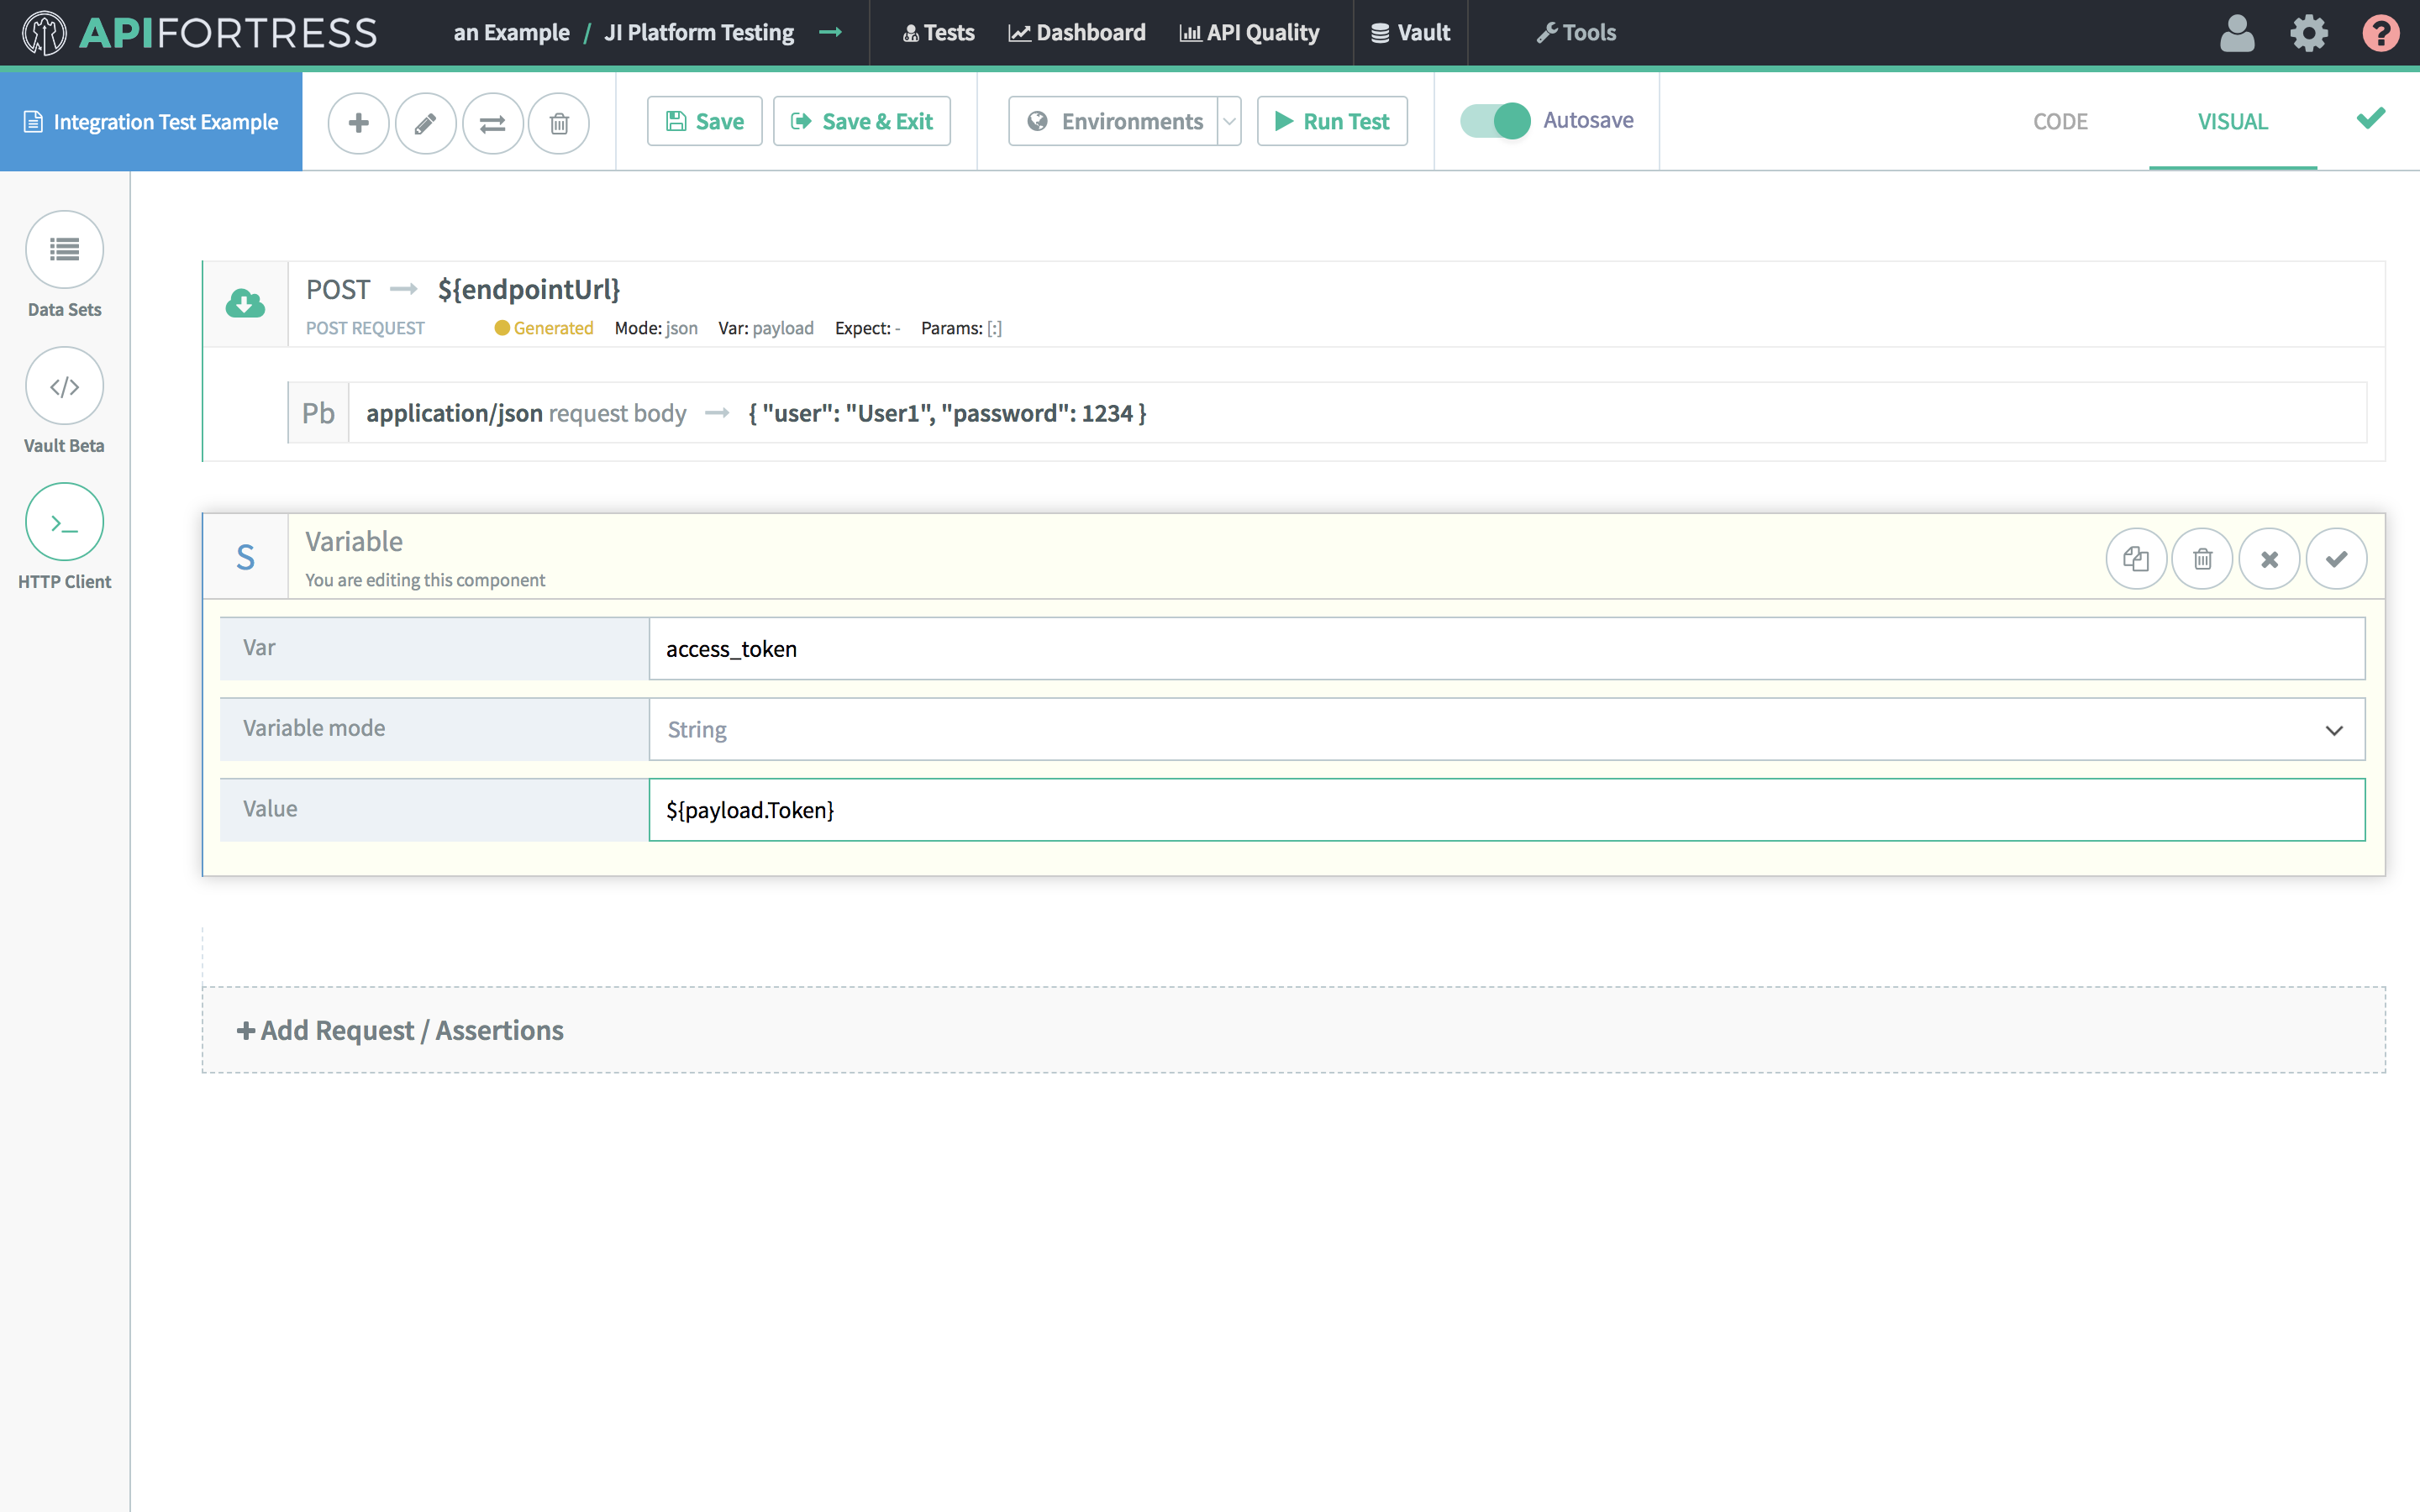 APIFORTRESS
an Example / JI Platform Testing
Tests
Dashboard
API Quality
Vault
Tools
?
Integration Test Example
Save
Save & Exit
Environments
Run Test
Autosave
CODE
VISUAL
Data Sets
</>
Vault Beta
>_
HTTP Client
POST ${endpointUrl}
POST REQUEST Generated Mode: json Var: payload Expect: - Params: [:]
Pb application/json request body { "user": "User1", "password": 1234 }
S
Variable
You are editing this component
Var access_token
Variable mode String
Value ${payload.Token}
+ Add Request / Assertions